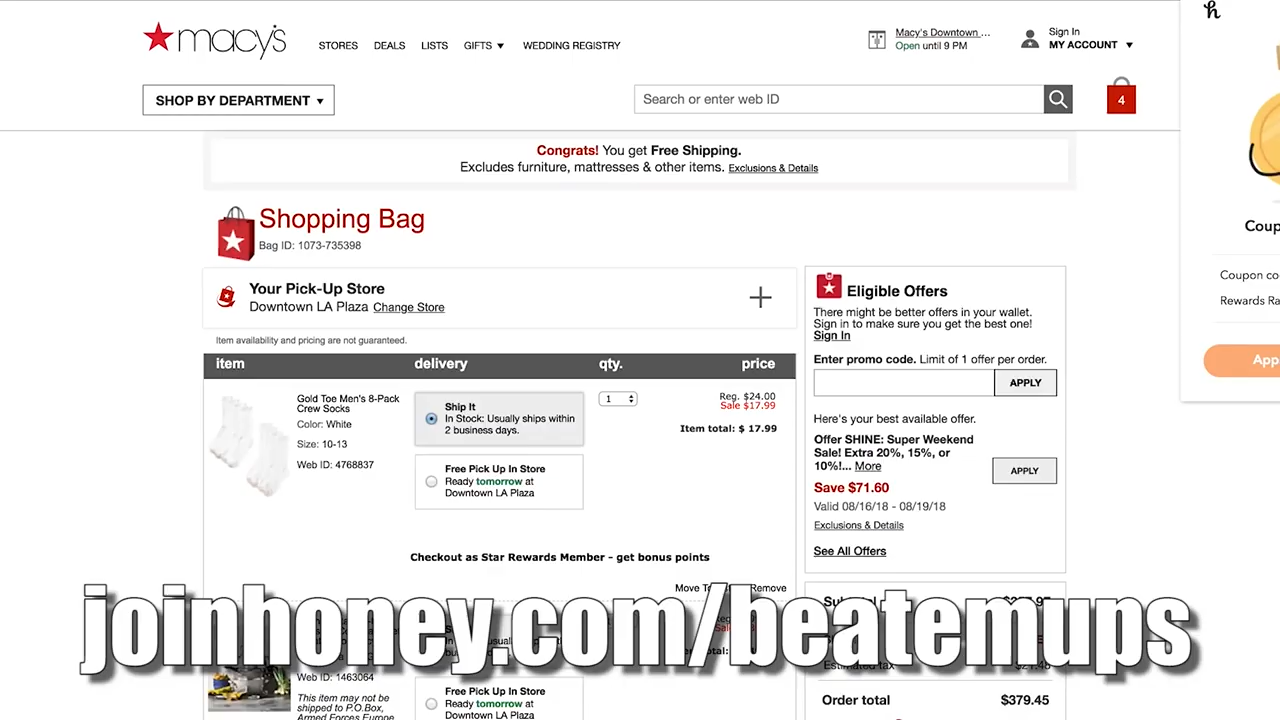 macy's
STORES
DEALS
LISTS
GIFTS
WEDDING REGISTRY
Macy's Downtown ...
Open until 9 PM
Sign In
MY ACCOUNT
SHOP BY DEPARTMENT
Search or enter web ID
4
h
Congrats! You get Free Shipping.
Excludes furniture, mattresses & other items. Exclusions & Details
Shopping Bag
Bag ID: 1073-735398
Your Pick-Up Store
Downtown LA Plaza Change Store
Item availability and pricing are not guaranteed.
item delivery qty. price
Gold Toe Men's 8-Pack
Crew Socks
Color: White
Size: 10-13
Web ID: 4768837
Ship It
In Stock: Usually ships within
2 business days.
Free Pick Up In Store
Ready tomorrow at
Downtown LA Plaza
1
Reg. $24.00
Sale $17.99
Item total: $ 17.99
Checkout as Star Rewards Member - get bonus points
Move To
Remove
Eligible Offers
There might be better offers in your wallet.
Sign in to make sure you get the best one!
Sign In
Enter promo code. Limit of 1 offer per order.
APPLY
Here's your best available offer.
Offer SHINE: Super Weekend
Sale! Extra 20%, 15%, or
10%!... More
APPLY
Save $71.60
Valid 08/16/18 - 08/19/18
Exclusions & Details
See All Offers
Coup
Coupon co
Rewards Ra
App
joinhoney.com/beatemups
Web ID: 1463064
This item may not be
shipped to P.O.Box,
Armed Forces Europe
Free Pick Up In Store
Ready tomorrow at
Downtown LA Plaza
Estimated tax $21.48
Order total $379.45